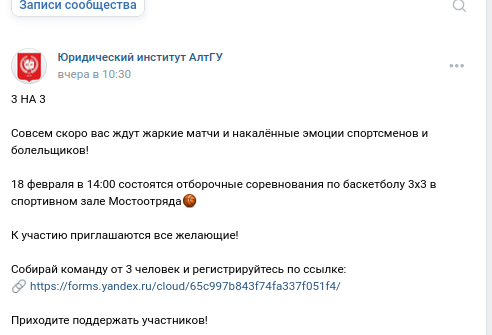 Записи сообщества
Юридический институт АлтГУ
вчера в 10:30
3 НА 3
Совсем скоро вас ждут жаркие матчи и накалённые эмоции спортсменов и
болельщиков!
18 февраля в 14:00 состоятся отборочные соревнования по баскетболу 3x3 в
спортивном зале Мостоотряда🏀
К участию приглашаются все желающие!
Собирай команду от 3 человек и регистрируйтесь по ссылке:
🔗 https://forms.yandex.ru/cloud/65c997b843f74fa337f051f4/
Приходите поддержать участников!